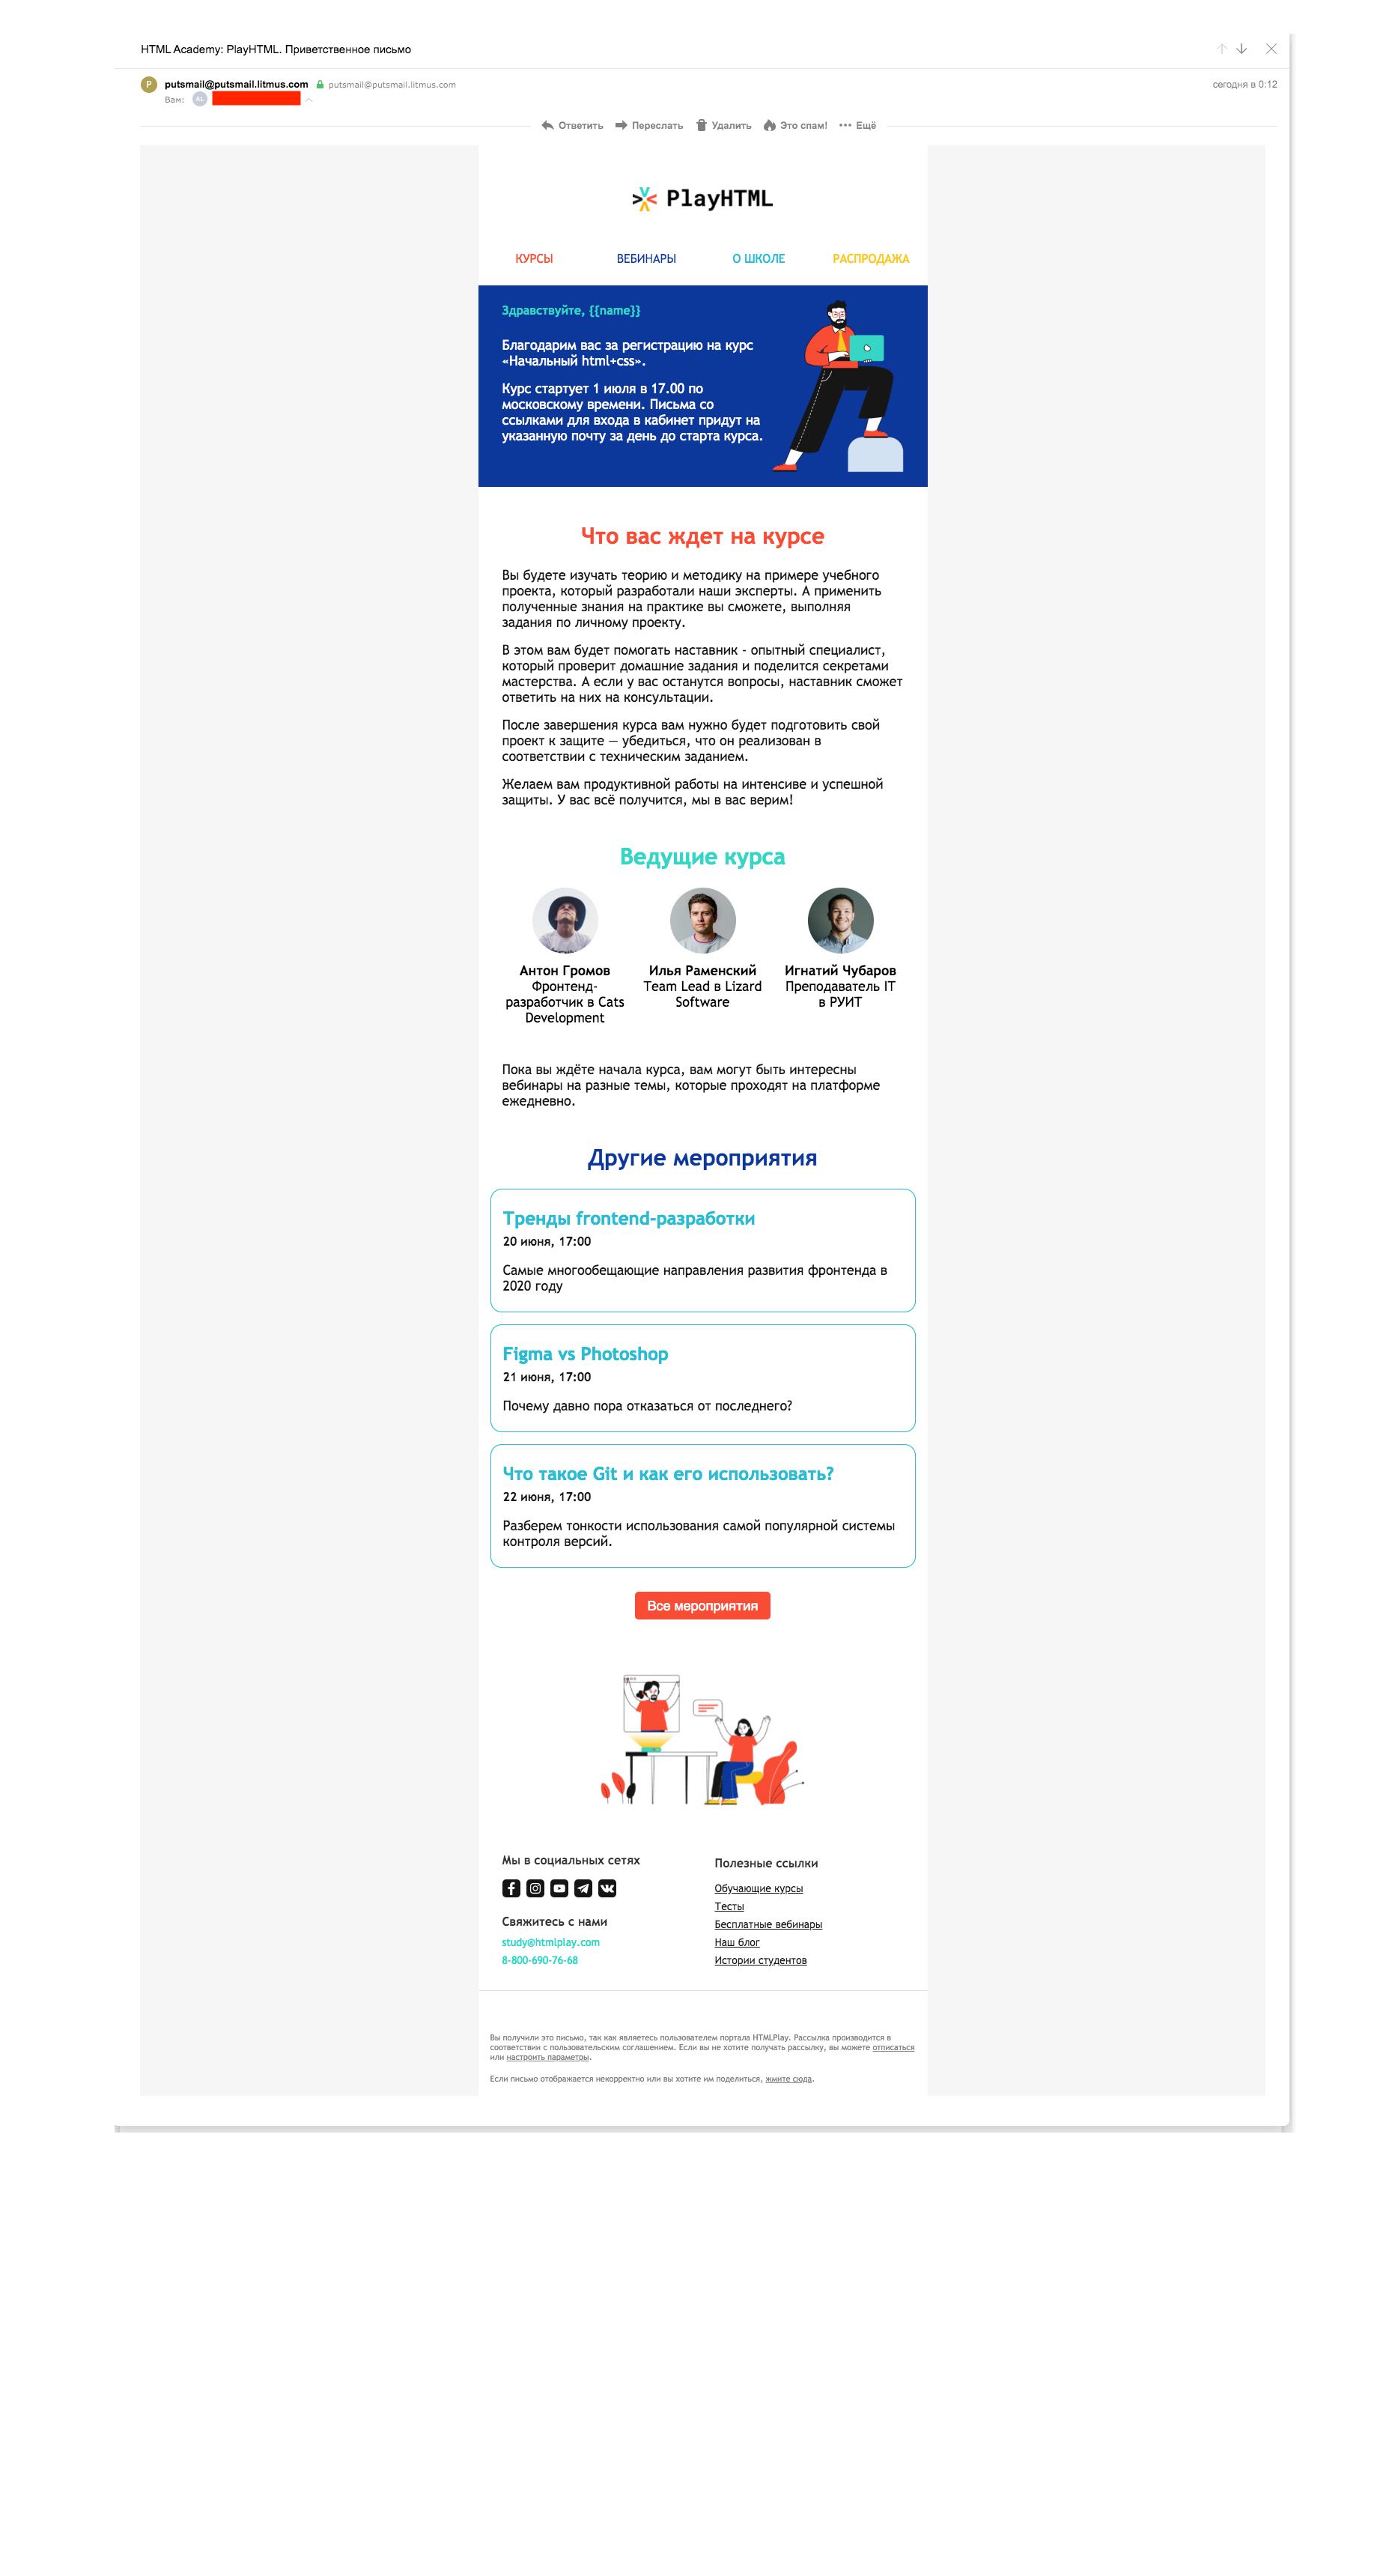 HTML Academy: PlayHTML. Приветственное письмо
P putsmail@putsmail.litmus.com putsmail@putsmail.litmus.com сегодня в 0:12
Вам: AL
Ответить Переслать Удалить Это спам! Ещё
PlayHTML
КУРСЫ ВЕБИНАРЫ О ШКОЛЕ РАСПРОДАЖА
Здравствуйте, {{name}}
Благодарим вас за регистрацию на курс
«Начальный html+css».
Курс стартует 1 июля в 17.00 по
московскому времени. Письма со
ссылками для входа в кабинет придут на
указанную почту за день до старта курса.
Что вас ждет на курсе
Вы будете изучать теорию и методику на примере учебного
проекта, который разработали наши эксперты. А применить
полученные знания на практике вы сможете, выполняя
задания по личному проекту.
В этом вам будет помогать наставник - опытный специалист,
который проверит домашние задания и поделится секретами
мастерства. А если у вас останутся вопросы, наставник сможет
ответить на них на консультации.
После завершения курса вам нужно будет подготовить свой
проект к защите — убедиться, что он реализован в
соответствии с техническим заданием.
Желаем вам продуктивной работы на интенсиве и успешной
защиты. У вас всё получится, мы в вас верим!
Ведущие курса
Антон Громов
Фронтенд-
разработчик в Cats
Development
Илья Раменский
Team Lead в Lizard
Software
Игнатий Чубаров
Преподаватель IT
в РУИТ
Пока вы ждёте начала курса, вам могут быть интересны
вебинары на разные темы, которые проходят на платформе
ежедневно.
Другие мероприятия
Тренды frontend-разработки
20 июня, 17:00
Самые многообещающие направления развития фронтенда в
2020 году
Figma vs Photoshop
21 июня, 17:00
Почему давно пора отказаться от последнего?
Что такое Git и как его использовать?
22 июня, 17:00
Разберем тонкости использования самой популярной системы
контроля версий.
Все мероприятия
Мы в социальных сетях
Свяжитесь с нами
study@htmlplay.com
8-800-690-76-68
Полезные ссылки
Обучающие курсы
Тесты
Бесплатные вебинары
Наш блог
Истории студентов
Вы получили это письмо, так как являетесь пользователем портала HTMLPlay. Рассылка производится в
соответствии с пользовательским соглашением. Если вы не хотите получать рассылку, вы можете отписаться
или настроить параметры.
Если письмо отображается некорректно или вы хотите им поделиться, жмите сюда.